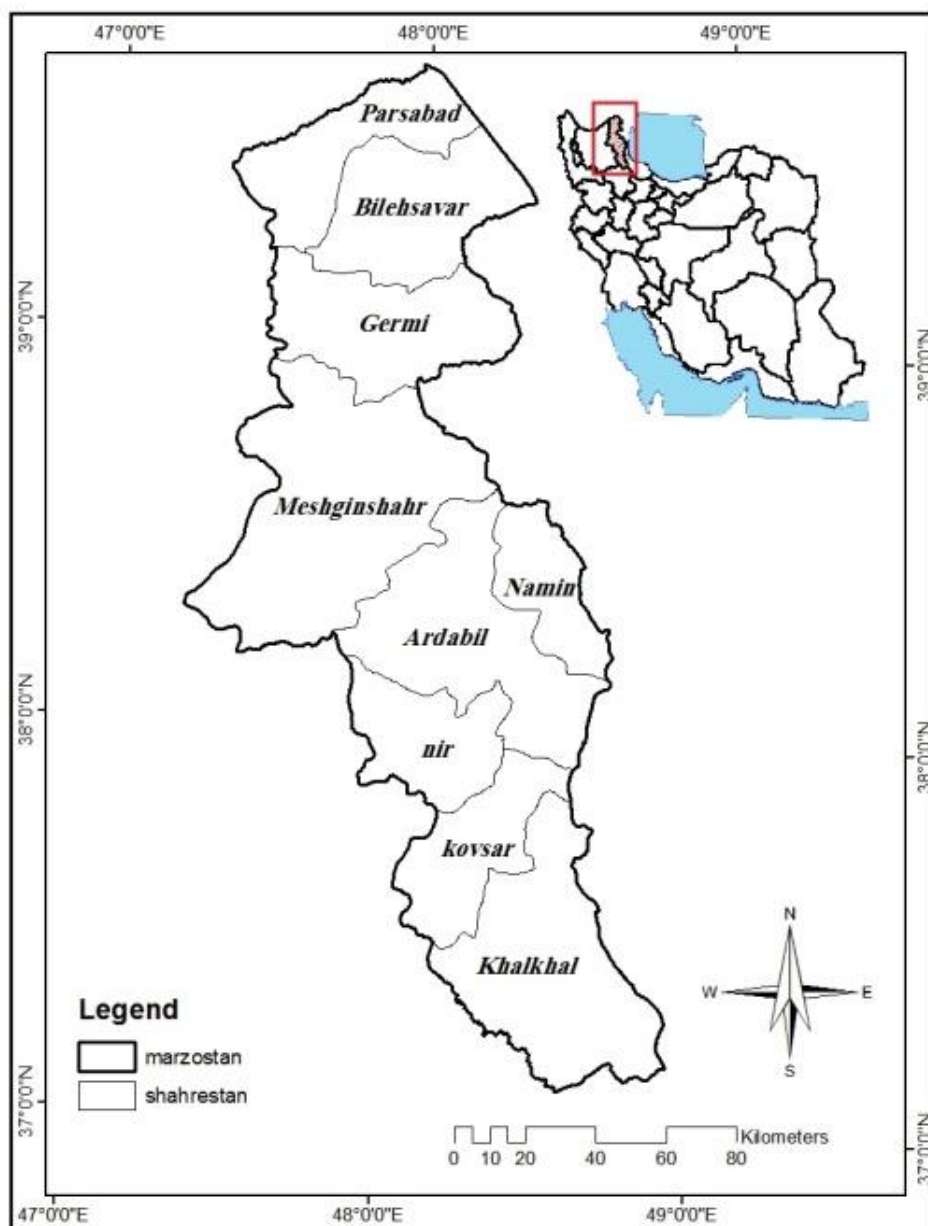 47°0'0"E 48°0'0"E 49°0'0"E
Parsabad
Bilehsavar
39°0'0"N
Germi
39°0'0"N
Meshginshahr
Namin
Ardabil
38°0'0"N
nir
38°0'0"N
kovsar
Khalkhal
N
W E
S
Legend
marzostan
shahrestan
37°0'0"N
Kilometers
0 10 20 40 60 80
37°0'0"N
47°0'0"E 48°0'0"E 49°0'0"E